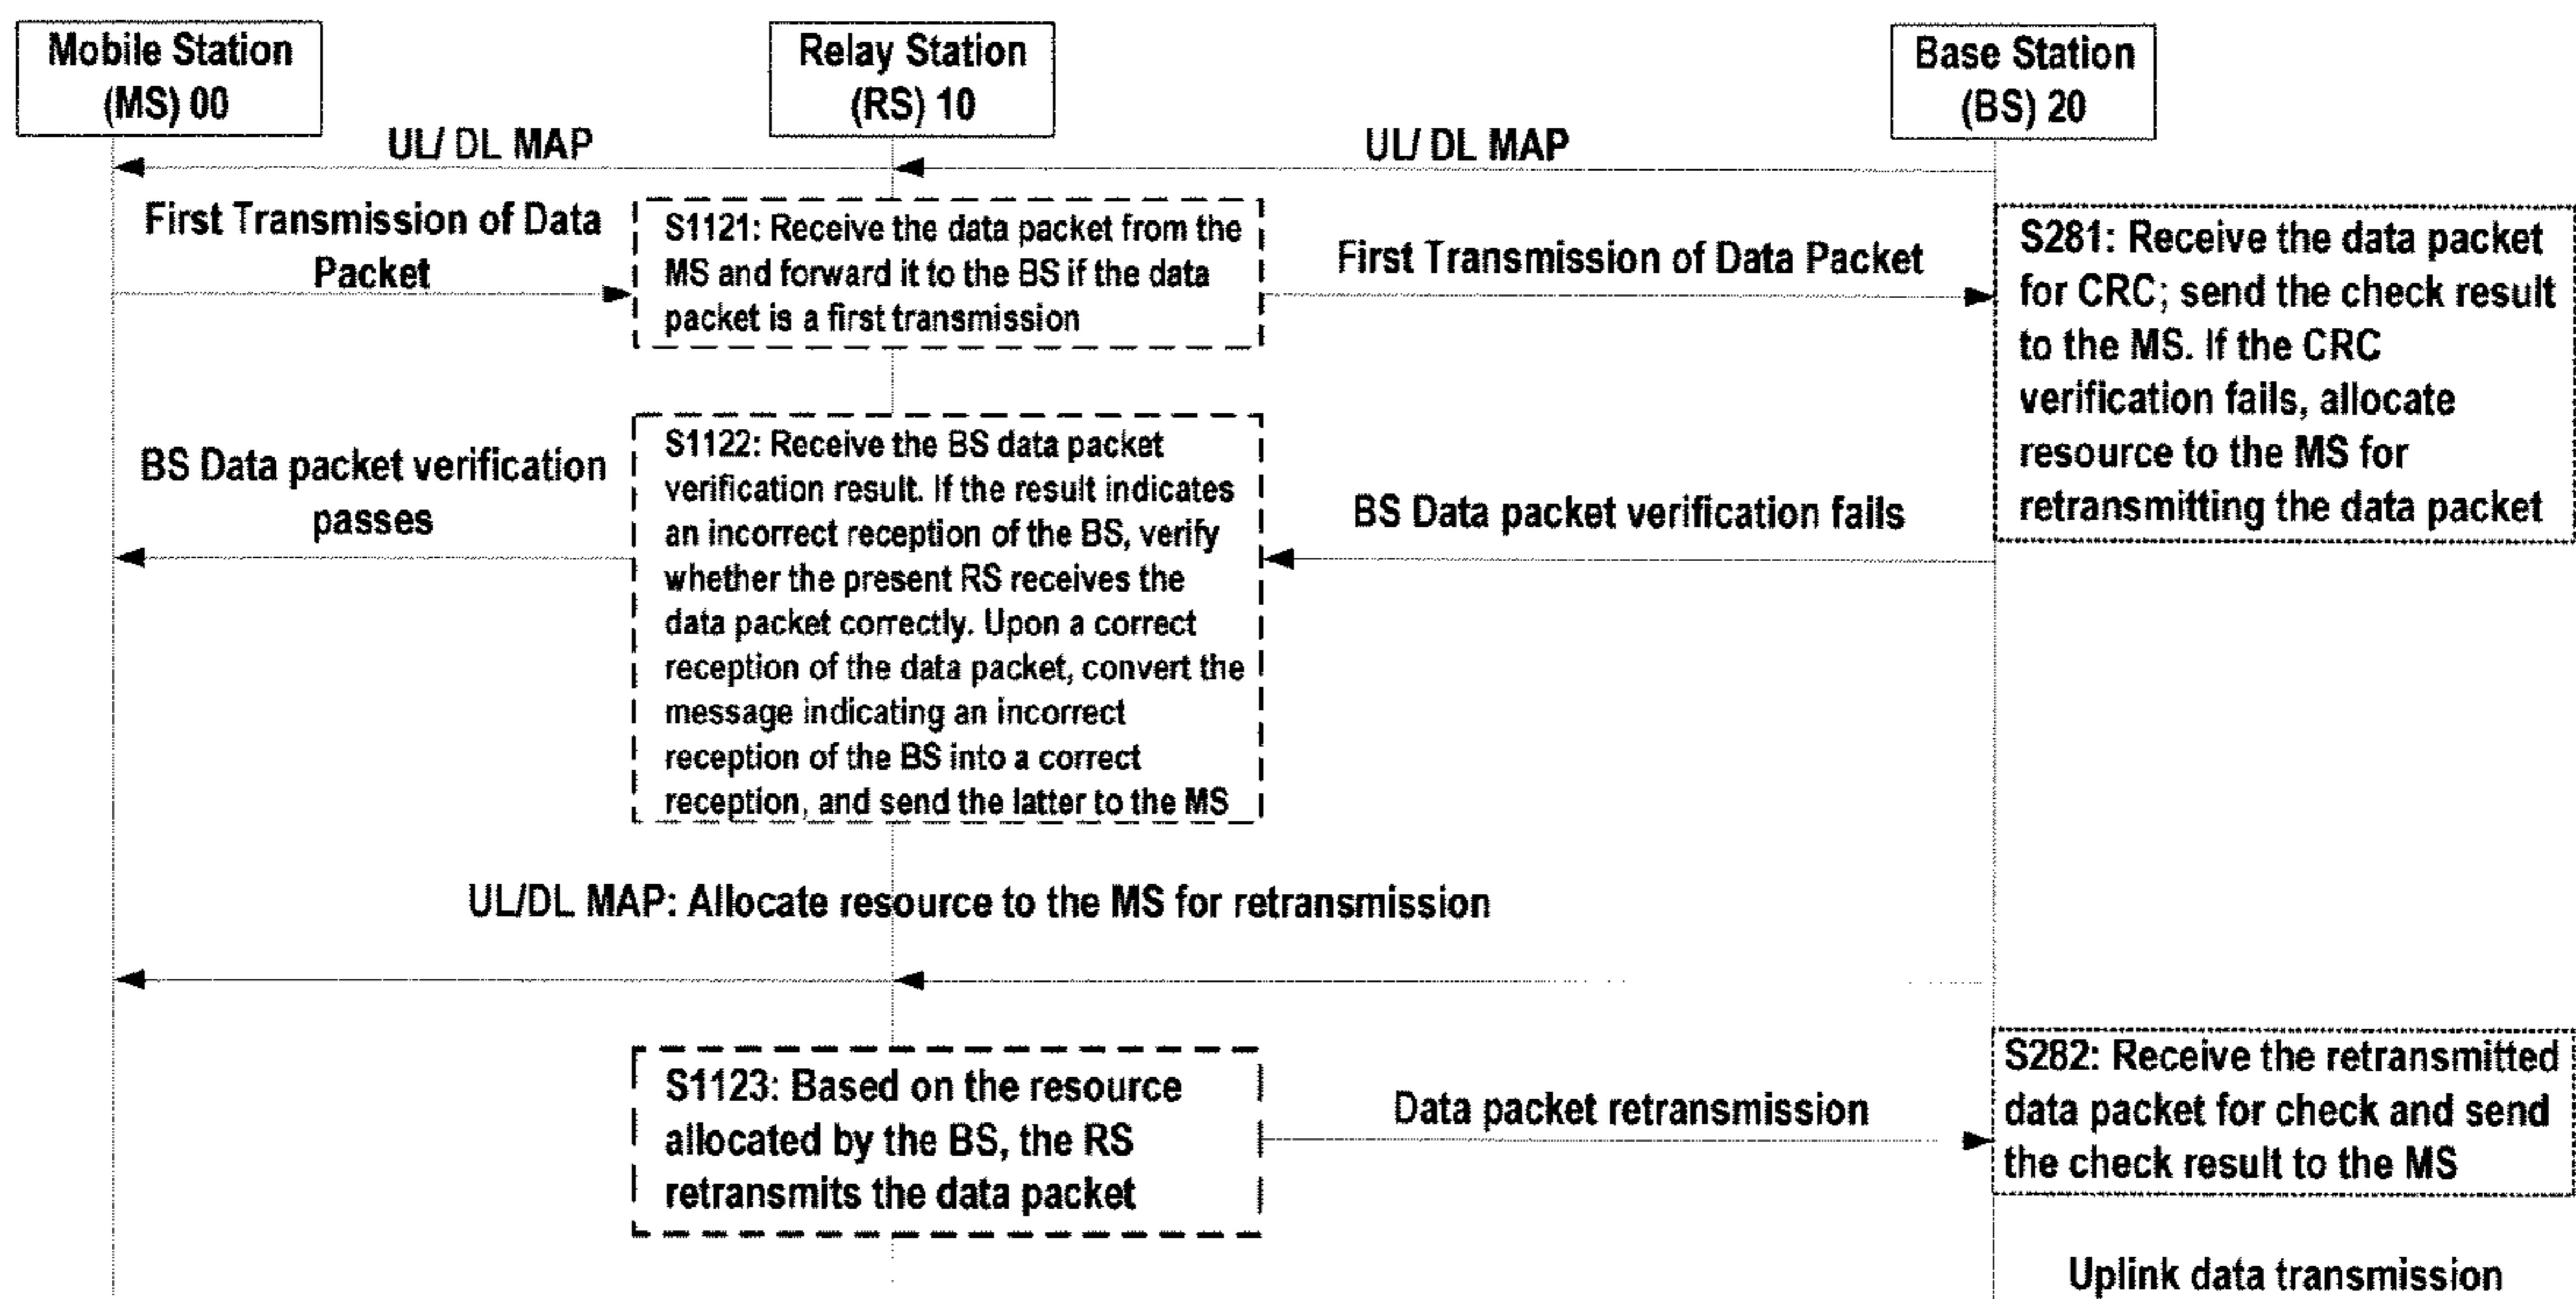 Mobile Station
(MS) 00
Relay Station
(RS) 10
Base Station
(BS) 20
UL/ DL MAP
UL/ DL MAP
First Transmission of Data
Packet
S1121: Receive the data packet from the
MS and forward it to the BS if the data
packet is a first transmission
First Transmission of Data Packet
S281: Receive the data packet
for CRC; send the check result
to the MS. If the CRC
verification fails, allocate
resource to the MS for
retransmitting the data packet
BS Data packet verification
passes
S1122: Receive the BS data packet
verification result. If the result indicates
an incorrect reception of the BS, verify
whether the present RS receives the
data packet correctly. Upon a correct
reception of the data packet, convert the
message indicating an incorrect
reception of the BS into a correct
reception, and send the latter to the MS
BS Data packet verification fails
UL/DL MAP: Allocate resource to the MS for retransmission
S1123: Based on the resource
allocated by the BS, the RS
retransmits the data packet
Data packet retransmission
S282: Receive the retransmitted
data packet for check and send
the check result to the MS
Uplink data transmission